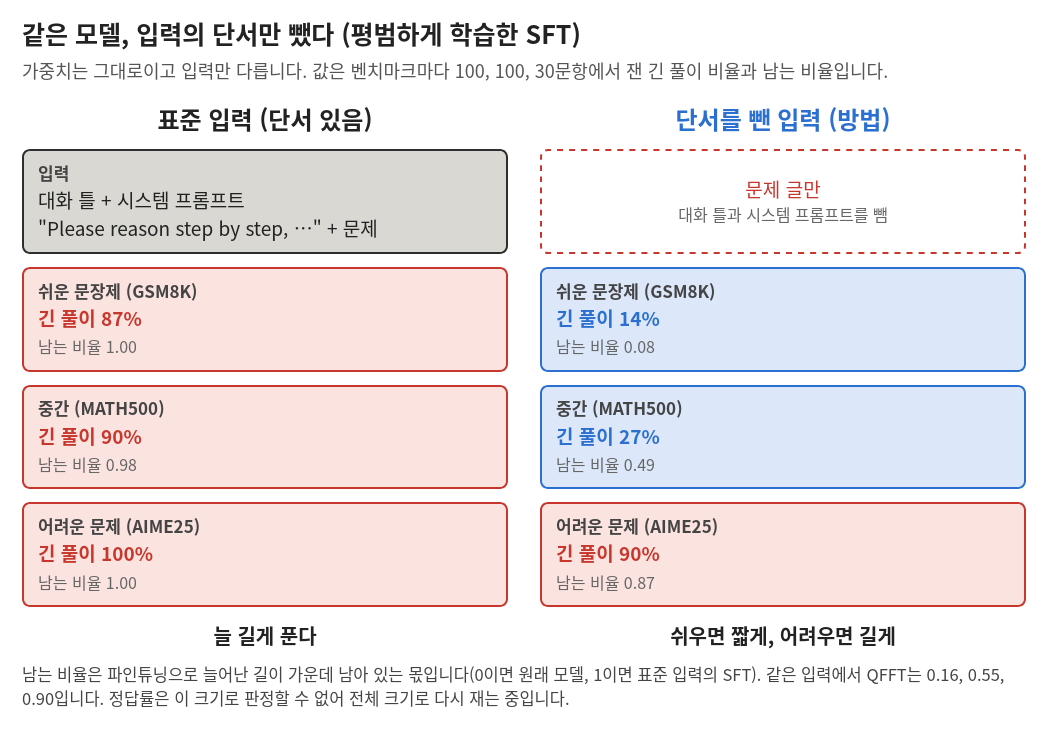 같은 모델, 입력의 단서만 뺐다 (평범하게 학습한 SFT)
가중치는 그대로이고 입력만 다릅니다. 값은 벤치마크마다 100, 100, 30문항에서 잰 긴 풀이 비율과 남는 비율입니다.
표준 입력 (단서 있음)
입력
대화 틀 + 시스템 프롬프트
"Please reason step by step, ⋯" + 문제
쉬운 문장제 (GSM8K)
긴 풀이 87%
남는 비율 1.00
중간 (MATH500)
긴 풀이 90%
남는 비율 0.98
어려운 문제 (AIME25)
긴 풀이 100%
남는 비율 1.00
늘 길게 푼다
단서를 뺀 입력 (방법)
문제 글만
대화 틀과 시스템 프롬프트를 뺌
쉬운 문장제 (GSM8K)
긴 풀이 14%
남는 비율 0.08
중간 (MATH500)
긴 풀이 27%
남는 비율 0.49
어려운 문제 (AIME25)
긴 풀이 90%
남는 비율 0.87
쉬우면 짧게, 어려우면 길게
남는 비율은 파인튜닝으로 늘어난 길이 가운데 남아 있는 몫입니다(0이면 원래 모델, 1이면 표준 입력의 SFT). 같은 입력에서 QFFT는 0.16, 0.55,
0.90입니다. 정답률은 이 크기로 판정할 수 없어 전체 크기로 다시 재는 중입니다.